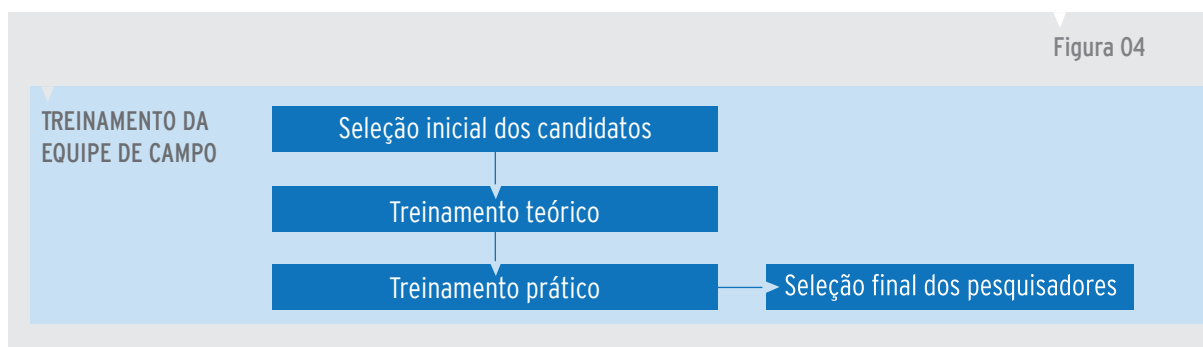 Figura 04
TREINAMENTO DA
EQUIPE DE CAMPO
Seleção inicial dos candidatos
Treinamento teórico
Treinamento prático
Seleção final dos pesquisadores